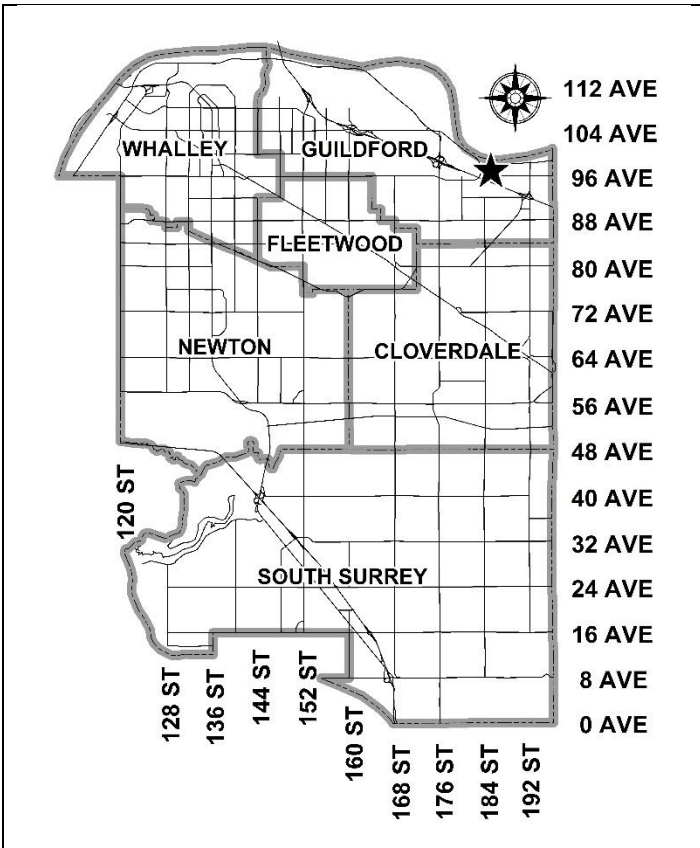 112 AVE
104 AVE
WHALLEY
GUILDFORD
96 AVE
88 AVE
FLEETWOOD
80 AVE
72 AVE
NEWTON
CLOVERDALE
64 AVE
56 AVE
48 AVE
120 ST
40 AVE
32 AVE
SOUTH SURREY
24 AVE
16 AVE
128 ST
136 ST
144 ST
152 ST
160 ST
8 AVE
0 AVE
168 ST
176 ST
184 ST
192 ST